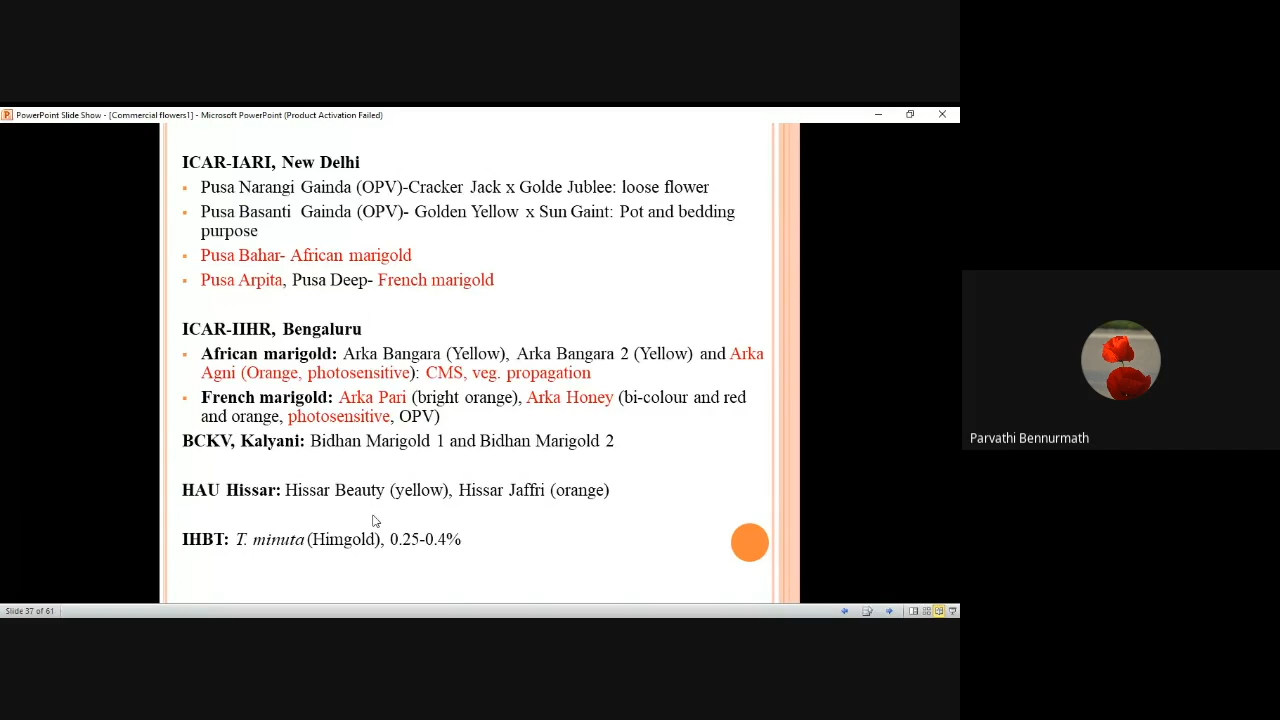 PowerPoint Slide Show - [Commercial flowers1] - Microsoft PowerPoint (Product Activation Failed)
ICAR-IARI, New Delhi
▪ Pusa Narangi Gainda (OPV)-Cracker Jack x Golde Jublee: loose flower
▪ Pusa Basanti Gainda (OPV)- Golden Yellow x Sun Gaint: Pot and bedding
purpose
▪ Pusa Bahar- African marigold
▪ Pusa Arpita, Pusa Deep- French marigold
ICAR-IIHR, Bengaluru
▪ African marigold: Arka Bangara (Yellow), Arka Bangara 2 (Yellow) and Arka
Agni (Orange, photosensitive): CMS, veg. propagation
▪ French marigold: Arka Pari (bright orange), Arka Honey (bi-colour and red
and orange, photosensitive, OPV)
BCKV, Kalyani: Bidhan Marigold 1 and Bidhan Marigold 2
HAU Hissar: Hissar Beauty (yellow), Hissar Jaffri (orange)
IHBT: T. minuta (Himgold), 0.25-0.4%
Slide 37 of 61
Parvathi Bennurmath